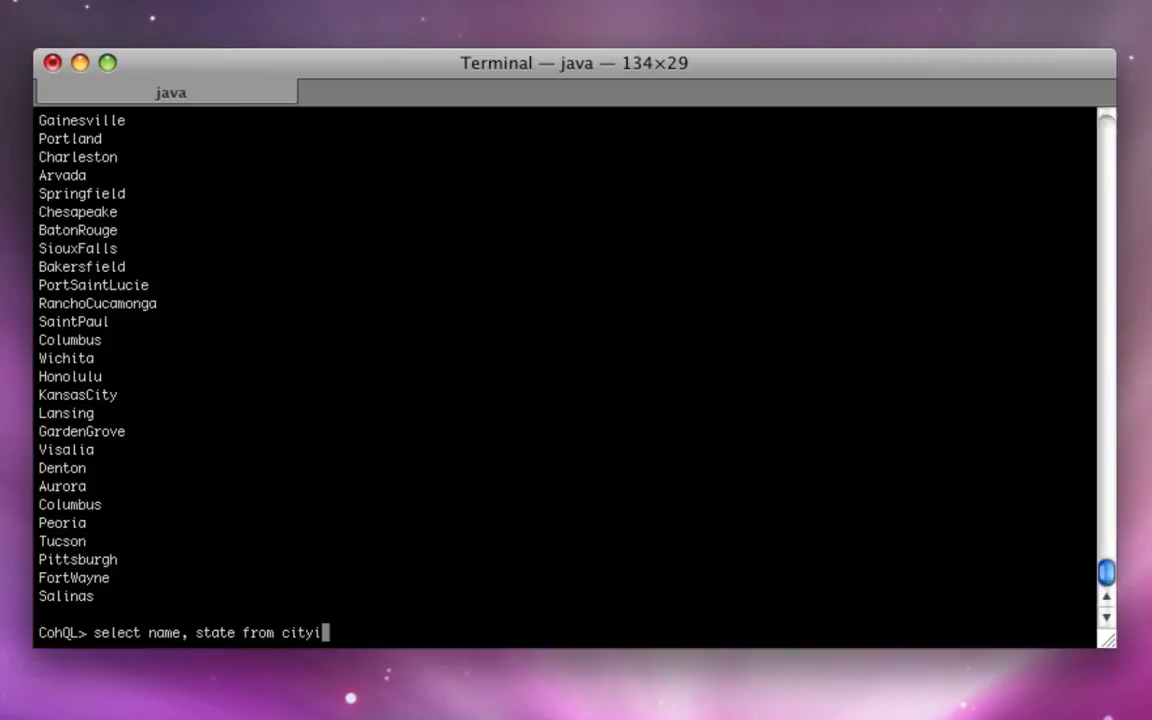 Terminal — java — 134×29
java
Gainesville
Portland
Charleston
Arvada
Springfield
Chesapeake
BatonRouge
SiouxFalls
Bakersfield
PortSaintLucie
RanchoCucamonga
SaintPaul
Columbus
Wichita
Honolulu
KansasCity
Lansing
GardenGrove
Visalia
Denton
Aurora
Columbus
Peoria
Tucson
Pittsburgh
FortWayne
Salinas
CohQL> select name, state from cityi